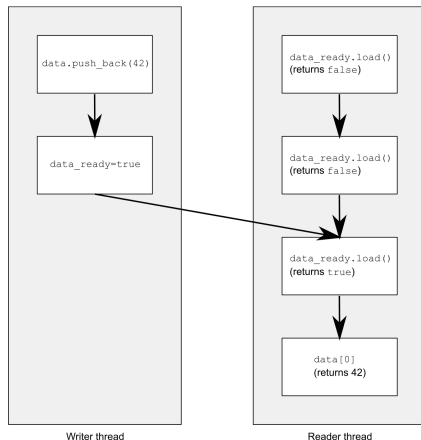 data.push_back(42)
data_ready=true
Writer thread
data_ready.load()
(returns false)
data_ready.load()
(returns false)
data_ready.load()
(returns true)
data[0]
(returns 42)
Reader thread